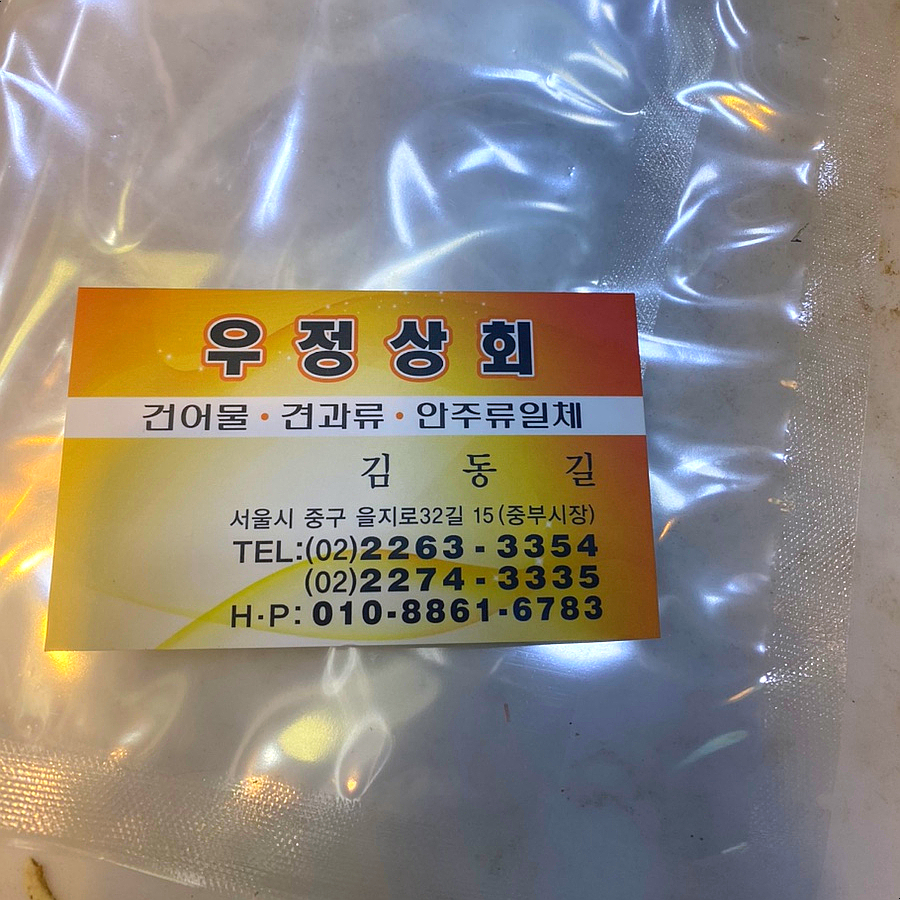 우정상회
건어물·견과류·안주류일체
김동길
서울시 중구 을지로32길 15(중부시장)
TEL:(02)2263-3354
(02)2274-3335
H·P:010-8861-6783